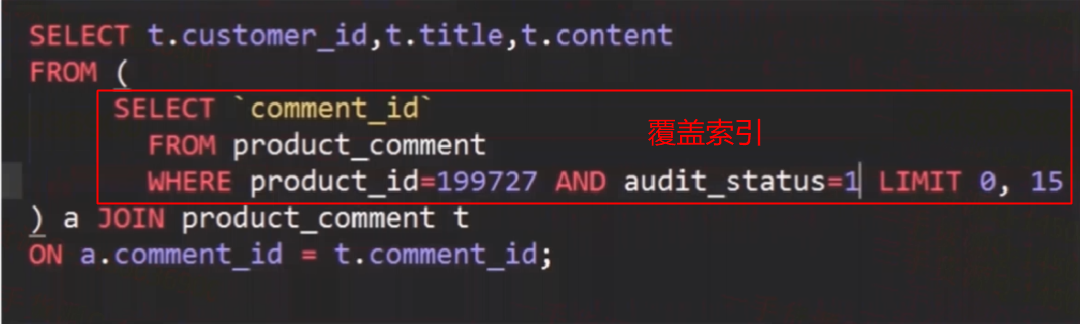 SELECT t.customer_id,t.title,t.content
FROM (
SELECT `comment_id`
FROM product_comment
覆盖索引
WHERE product_id=199727 AND audit_status=1 LIMIT 0, 15
) a JOIN product_comment t
ON a.comment_id = t.comment_id;